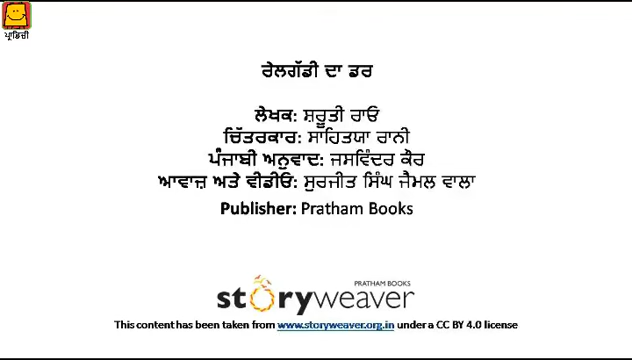 ਪ੍ਰਾਡਿਜ਼ੀ
ਰੇਲਗੱਡੀ ਦਾ ਡਰ
ਲੇਖਕ: ਸ਼ਰੂਤੀ ਰਾਓ
ਚਿੱਤਰਕਾਰ: ਸਾਹਿਤਯਾ ਰਾਨੀ
ਪੰਜਾਬੀ ਅਨੁਵਾਦ: ਜਸਵਿੰਦਰ ਕੌਰ
ਆਵਾਜ਼ ਅਤੇ ਵੀਡੀਓ: ਸੁਰਜੀਤ ਸਿੰਘ ਜੈਮਲ ਵਾਲਾ
Publisher: Pratham Books
PRATHAM BOOKS
storyweaver
This content has been taken from www.storyweaver.org.in under a CC BY 4.0 license